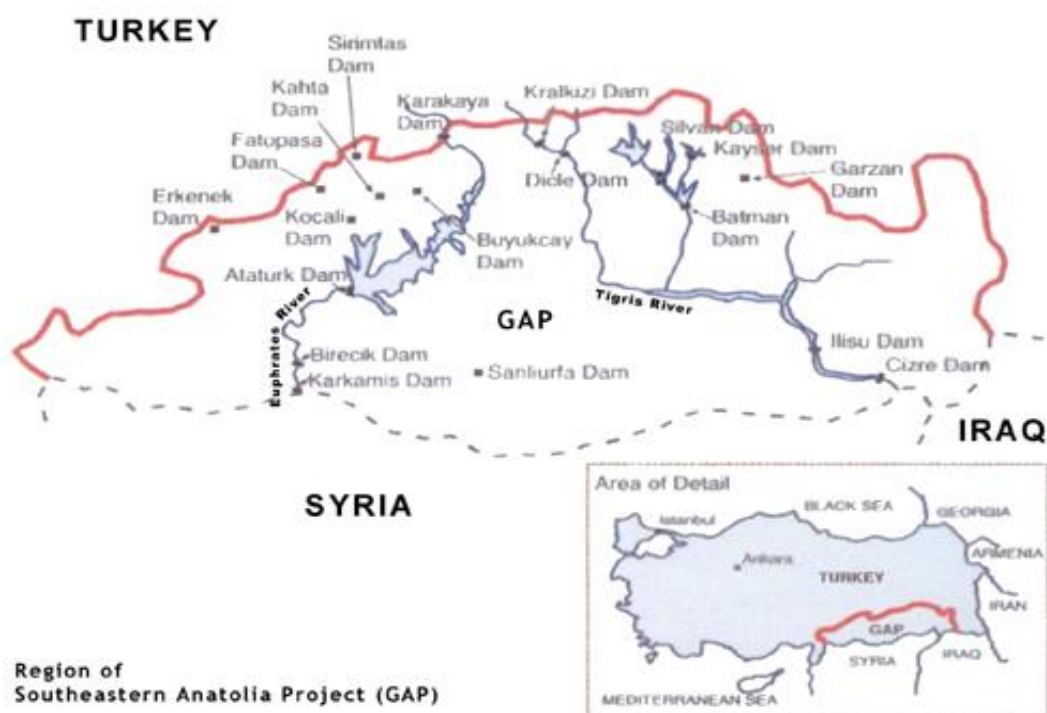 TURKEY
Sirimtas
Dam
Kahta
Dam
Fatopasa
Dam
Erkenek
Dam
Kocali
Dam
Karakaya
Dam
Kralkizi Dam
Silvan Dam
Kayser Dam
Garzan
Dam
Dicle Dam
Batman
Dam
Buyukcay
Dam
Ataturk Dam
Euphrates River
GAP
Tigris River
Birecik Dam
Karkamis Dam
Sanliurfa Dam
Ilisu Dam
Cizre Dam
IRAQ
SYRIA
Area of Detail
BLACK SEA
GEORGIA
Istanbul
ARMENIA
Ankara
TURKEY
IRAN
GAP
SYRIA
IRAQ
MEDITERRANEAN SEA
Region of
Southeastern Anatolia Project (GAP)